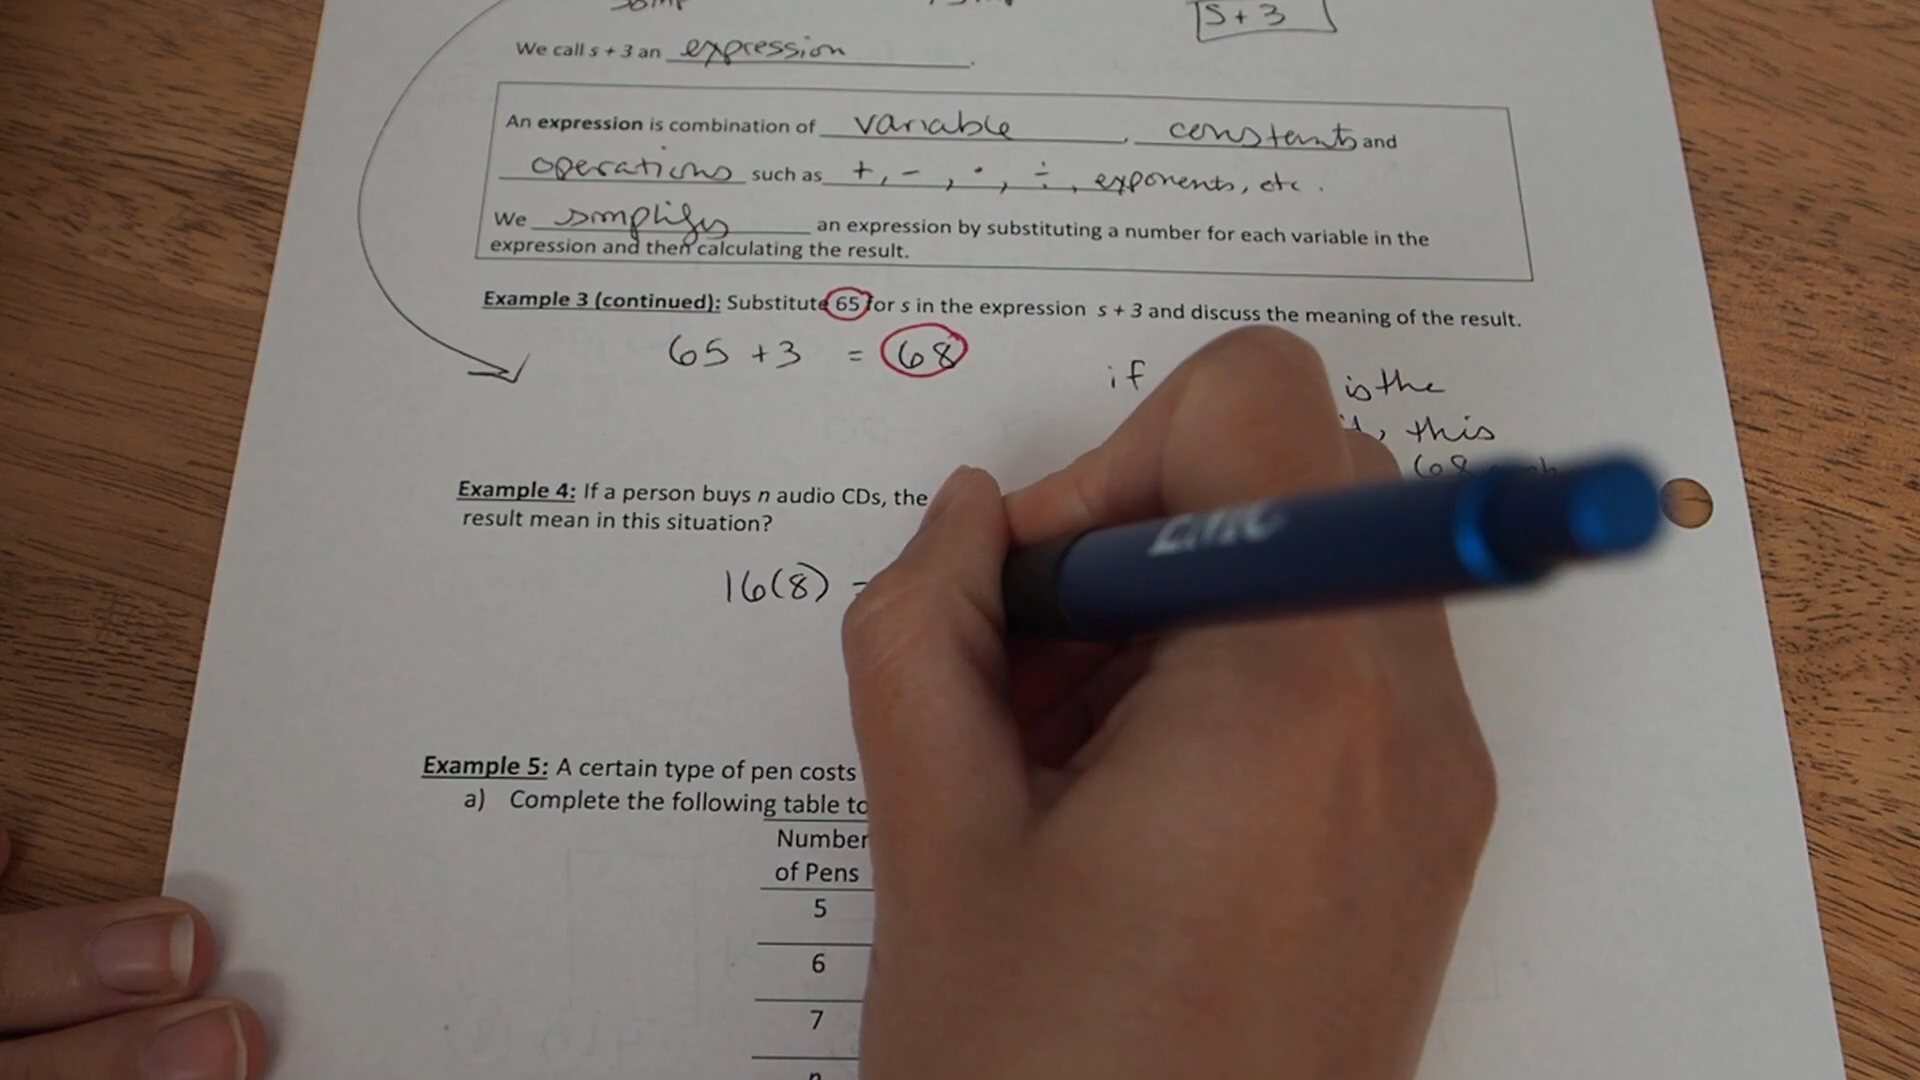 S + 3
We call s + 3 an expression.
An expression is combination of variable, constants and
operations such as +, -, ·, ÷, exponents, etc.
We simplify an expression by substituting a number for each variable in the
expression and then calculating the result.
Example 3 (continued): Substitute 65 for s in the expression s + 3 and discuss the meaning of the result.
65 + 3 = 68
if is the
this
68
Example 4: If a person buys n audio CDs, the
result mean in this situation?
16(8) =
Example 5: A certain type of pen costs
a) Complete the following table to
Number
of Pens
5
6
7
n